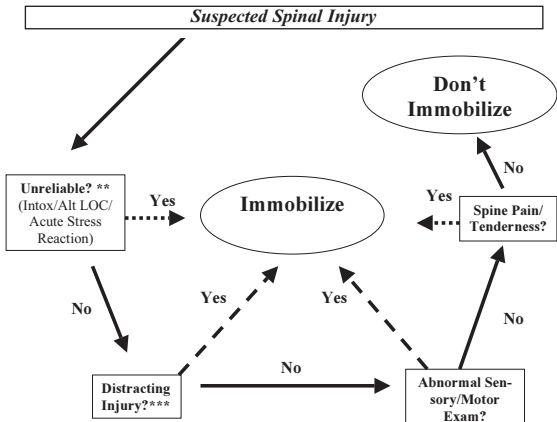 Suspected Spinal Injury
Don't
Immobilize
No
Unreliable? **
(Intox/Alt LOC/
Acute Stress
Reaction)
Yes
Immobilize
Yes
Spine Pain/
Tenderness?
No
Yes
Yes
No
Distracting
Injury?***
No
Abnormal Sen-
sory/Motor
Exam?